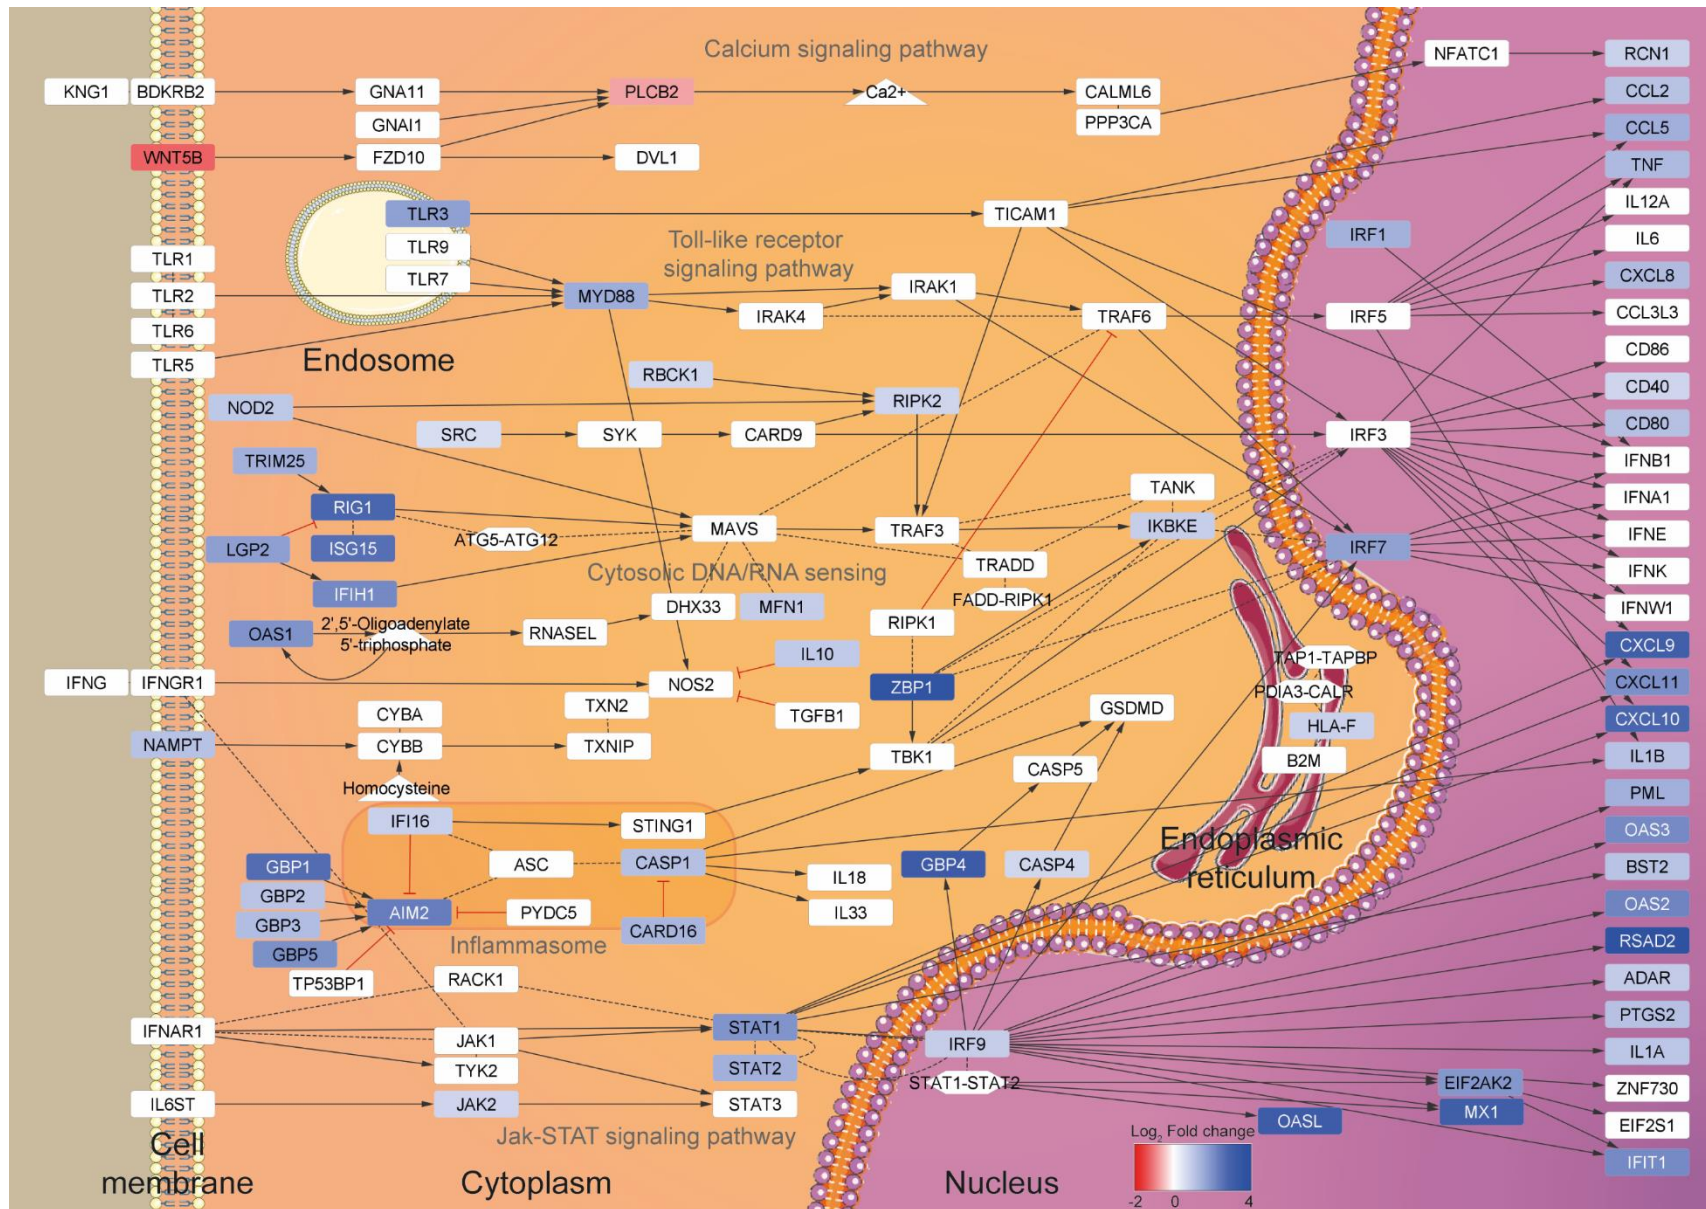 Calcium signaling pathway
NFATC1
RCN1
KNG1
BDKRB2
GNA11
PLCB2
Ca2+
CALML6
CCL2
GNAI1
PPP3CA
CCL5
WNT5B
FZD10
DVL1
TNF
TLR3
TICAM1
IL12A
TLR9
Toll-like receptor
signaling pathway
IRF1
IL6
TLR1
TLR7
CXCL8
TLR2
MYD88
IRAK1
IRAK4
TRAF6
IRF5
CCL3L3
TLR6
TLR5
Endosome
CD86
RBCK1
CD40
NOD2
RIPK2
CD80
SRC
SYK
CARD9
IRF3
IFNB1
TRIM25
TANK
IFNA1
RIG1
MAVS
TRAF3
IKBKE
IFNE
ATG5-ATG12
LGP2
ISG15
IRF7
TRADD
IFNK
Cytosolic DNA/RNA sensing
IFIH1
DHX33
MFN1
FADD-RIPK1
IFNW1
2',5'-Oligoadenylate
5'-triphosphate
OAS1
RNASEL
RIPK1
CXCL9
IL10
TAP1-TAPBP
IFNG
IFNGR1
NOS2
ZBP1
PDIA3-CALR
CXCL11
TXN2
CYBA
TGFB1
GSDMD
HLA-F
CXCL10
NAMPT
CYBB
TXNIP
TBK1
B2M
IL1B
CASP5
Homocysteine
PML
IFI16
STING1
Endoplasmic
reticulum
OAS3
GBP1
ASC
CASP1
GBP4
CASP4
BST2
IL18
GBP2
AIM2
PYDC5
IL33
OAS2
GBP3
CARD16
Inflammasome
GBP5
RSAD2
TP53BP1
RACK1
ADAR
IFNAR1
STAT1
PTGS2
JAK1
IRF9
IL1A
TYK2
STAT2
STAT1-STAT2
EIF2AK2
ZNF730
IL6ST
JAK2
STAT3
MX1
OASL
EIF2S1
Jak-STAT signaling pathway
Log2 Fold change
IFIT1
Cell
membrane
Cytoplasm
Nucleus
-2
0
4